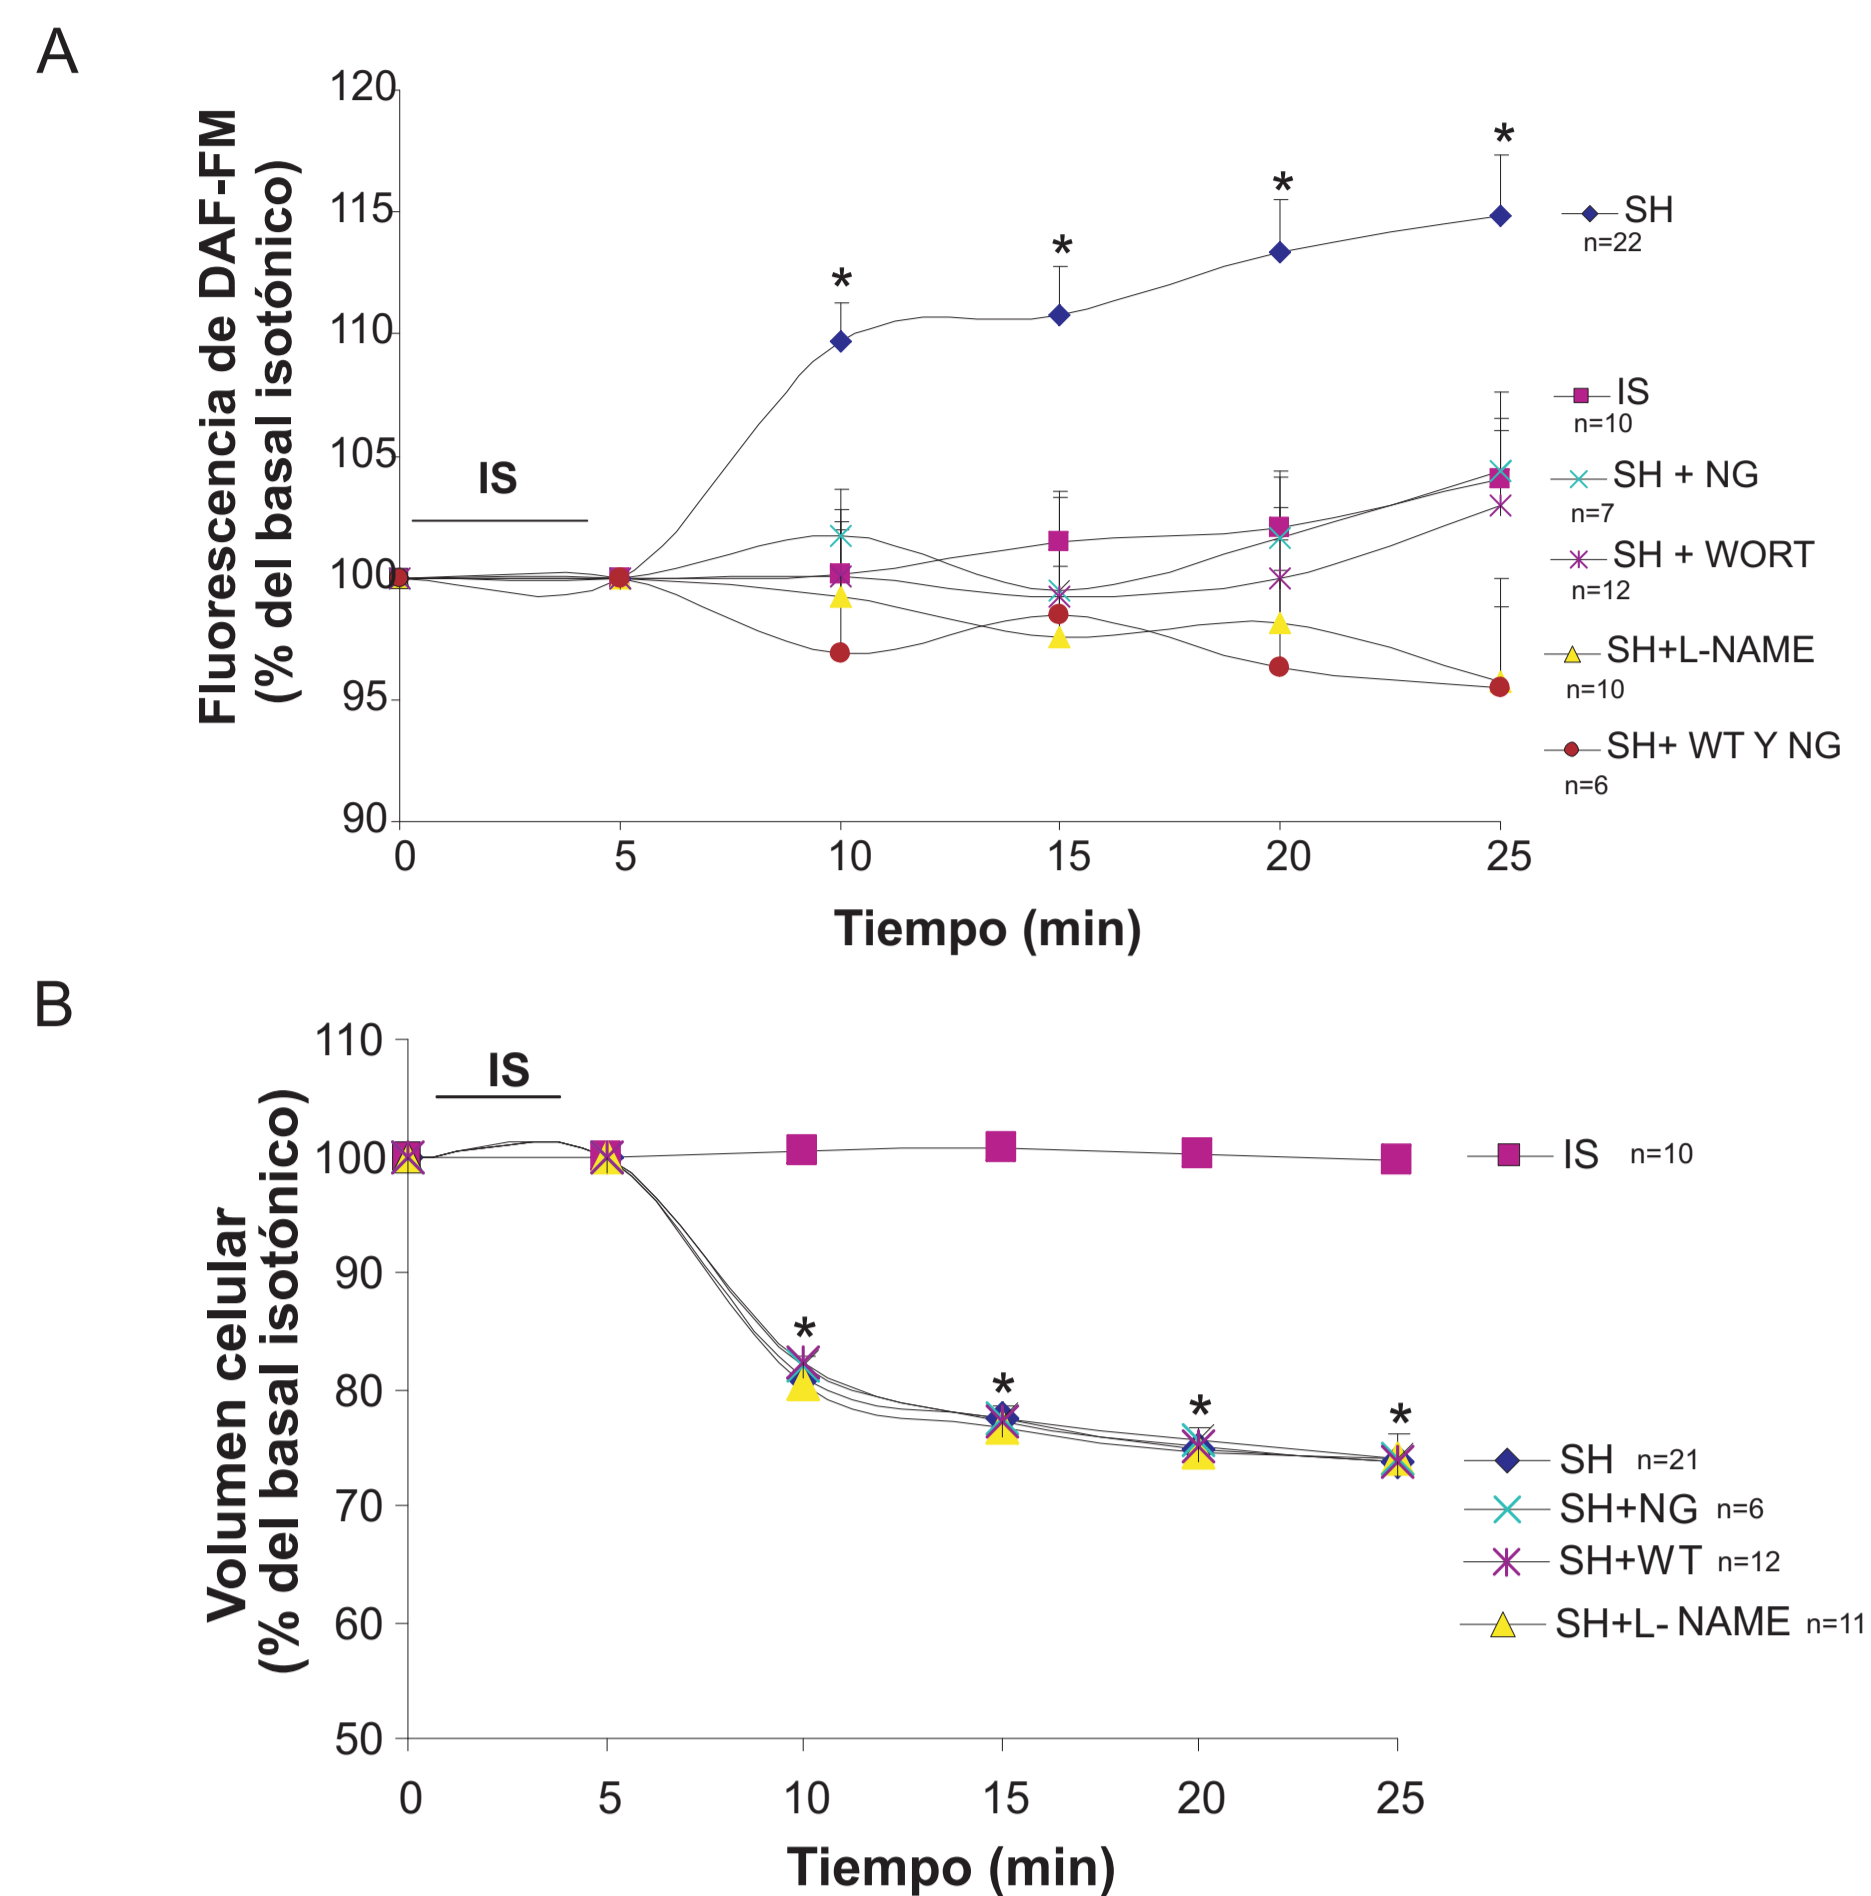 A
Fluorescencia de DAF-FM
(% del basal isotónico)
120
115
110
105
100
95
90
IS
*
*
*
*
SH
n=22
IS
n=10
SH + NG
n=7
SH + WORT
n=12
SH+L-NAME
n=10
SH+ WT Y NG
n=6
0 5 10 15 20 25
Tiempo (min)
B
Volumen celular
(% del basal isotónico)
110
100
90
80
70
60
50
IS
*
*
*
*
IS n=10
SH n=21
SH+NG n=6
SH+WT n=12
SH+L- NAME n=11
0 5 10 15 20 25
Tiempo (min)